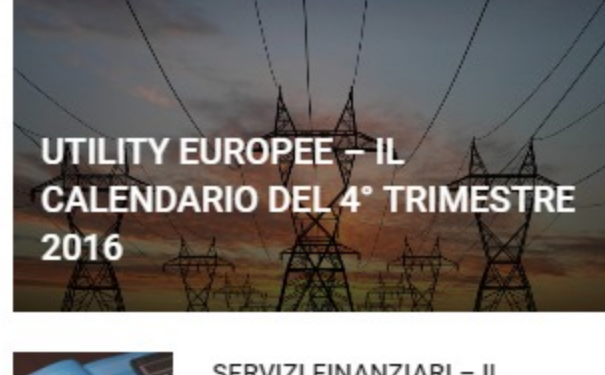 UTILITY EUROPEE – IL
CALENDARIO DEL 4° TRIMESTRE
2016
SERVIZI FINANZIARI – IL